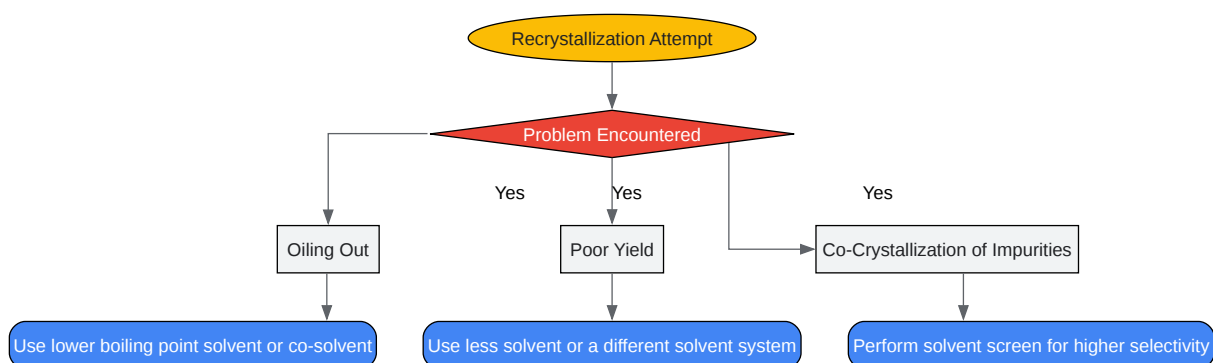 Recrystallization Attempt
Problem Encountered
Yes
Yes
Yes
Oiling Out
Poor Yield
Co-Crystallization of Impurities
Use lower boiling point solvent or co-solvent
Use less solvent or a different solvent system
Perform solvent screen for higher selectivity